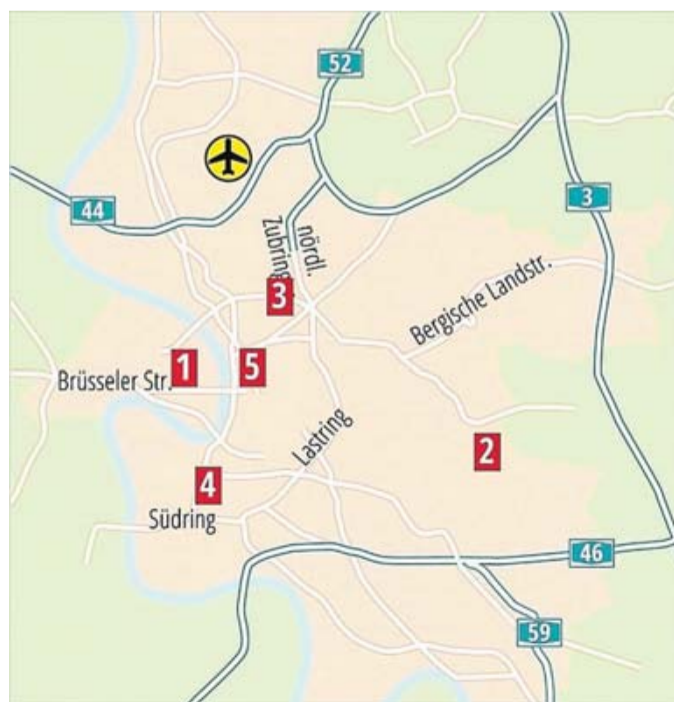 52
44
3
nördl.
Zubring.
3
Bergische Landstr.
1
5
Brüsseler Str.
Lastring
2
4
Südring
46
59